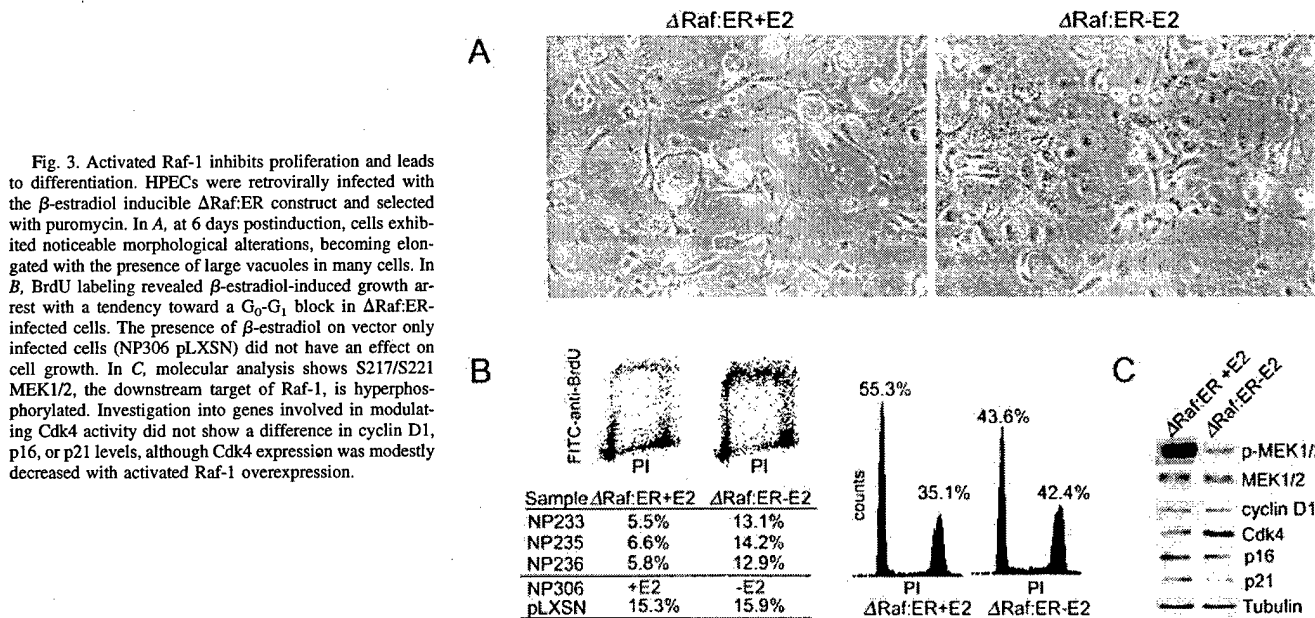 Fig. 3. Activated Raf-1 inhibits proliferation and leads
to differentiation. HPECs were retrovirally infected with
the β-estradiol inducible ΔRaf:ER construct and selected
with puromycin. In A, at 6 days postinduction, cells exhib-
ited noticeable morphological alterations, becoming elon-
gated with the presence of large vacuoles in many cells. In
B, BrdU labeling revealed β-estradiol-induced growth ar-
rest with a tendency toward a G₀-G₁ block in ΔRaf:ER-
infected cells. The presence of β-estradiol on vector only
infected cells (NP306 pLXSN) did not have an effect on
cell growth. In C, molecular analysis shows S217/S221
MEK1/2, the downstream target of Raf-1, is hyperphos-
phorylated. Investigation into genes involved in modulat-
ing Cdk4 activity did not show a difference in cyclin D1,
p16, or p21 levels, although Cdk4 expression was modestly
decreased with activated Raf-1 overexpression.
A
ΔRaf:ER+E2 ΔRaf:ER-E2
B
FITC-anti-BrdU
PI PI
Sample ΔRaf:ER+E2 ΔRaf:ER-E2
NP233 5.5% 13.1%
NP235 6.6% 14.2%
NP236 5.8% 12.9%
NP306 +E2 -E2
pLXSN 15.3% 15.9%
counts
55.3% 35.1% 43.6% 42.4%
PI PI
ΔRaf:ER+E2 ΔRaf:ER-E2
C
ΔRaf:ER +E2
ΔRaf:ER-E2
p-MEK1/2
MEK1/2
cyclin D1
Cdk4
p16
p21
Tubulin